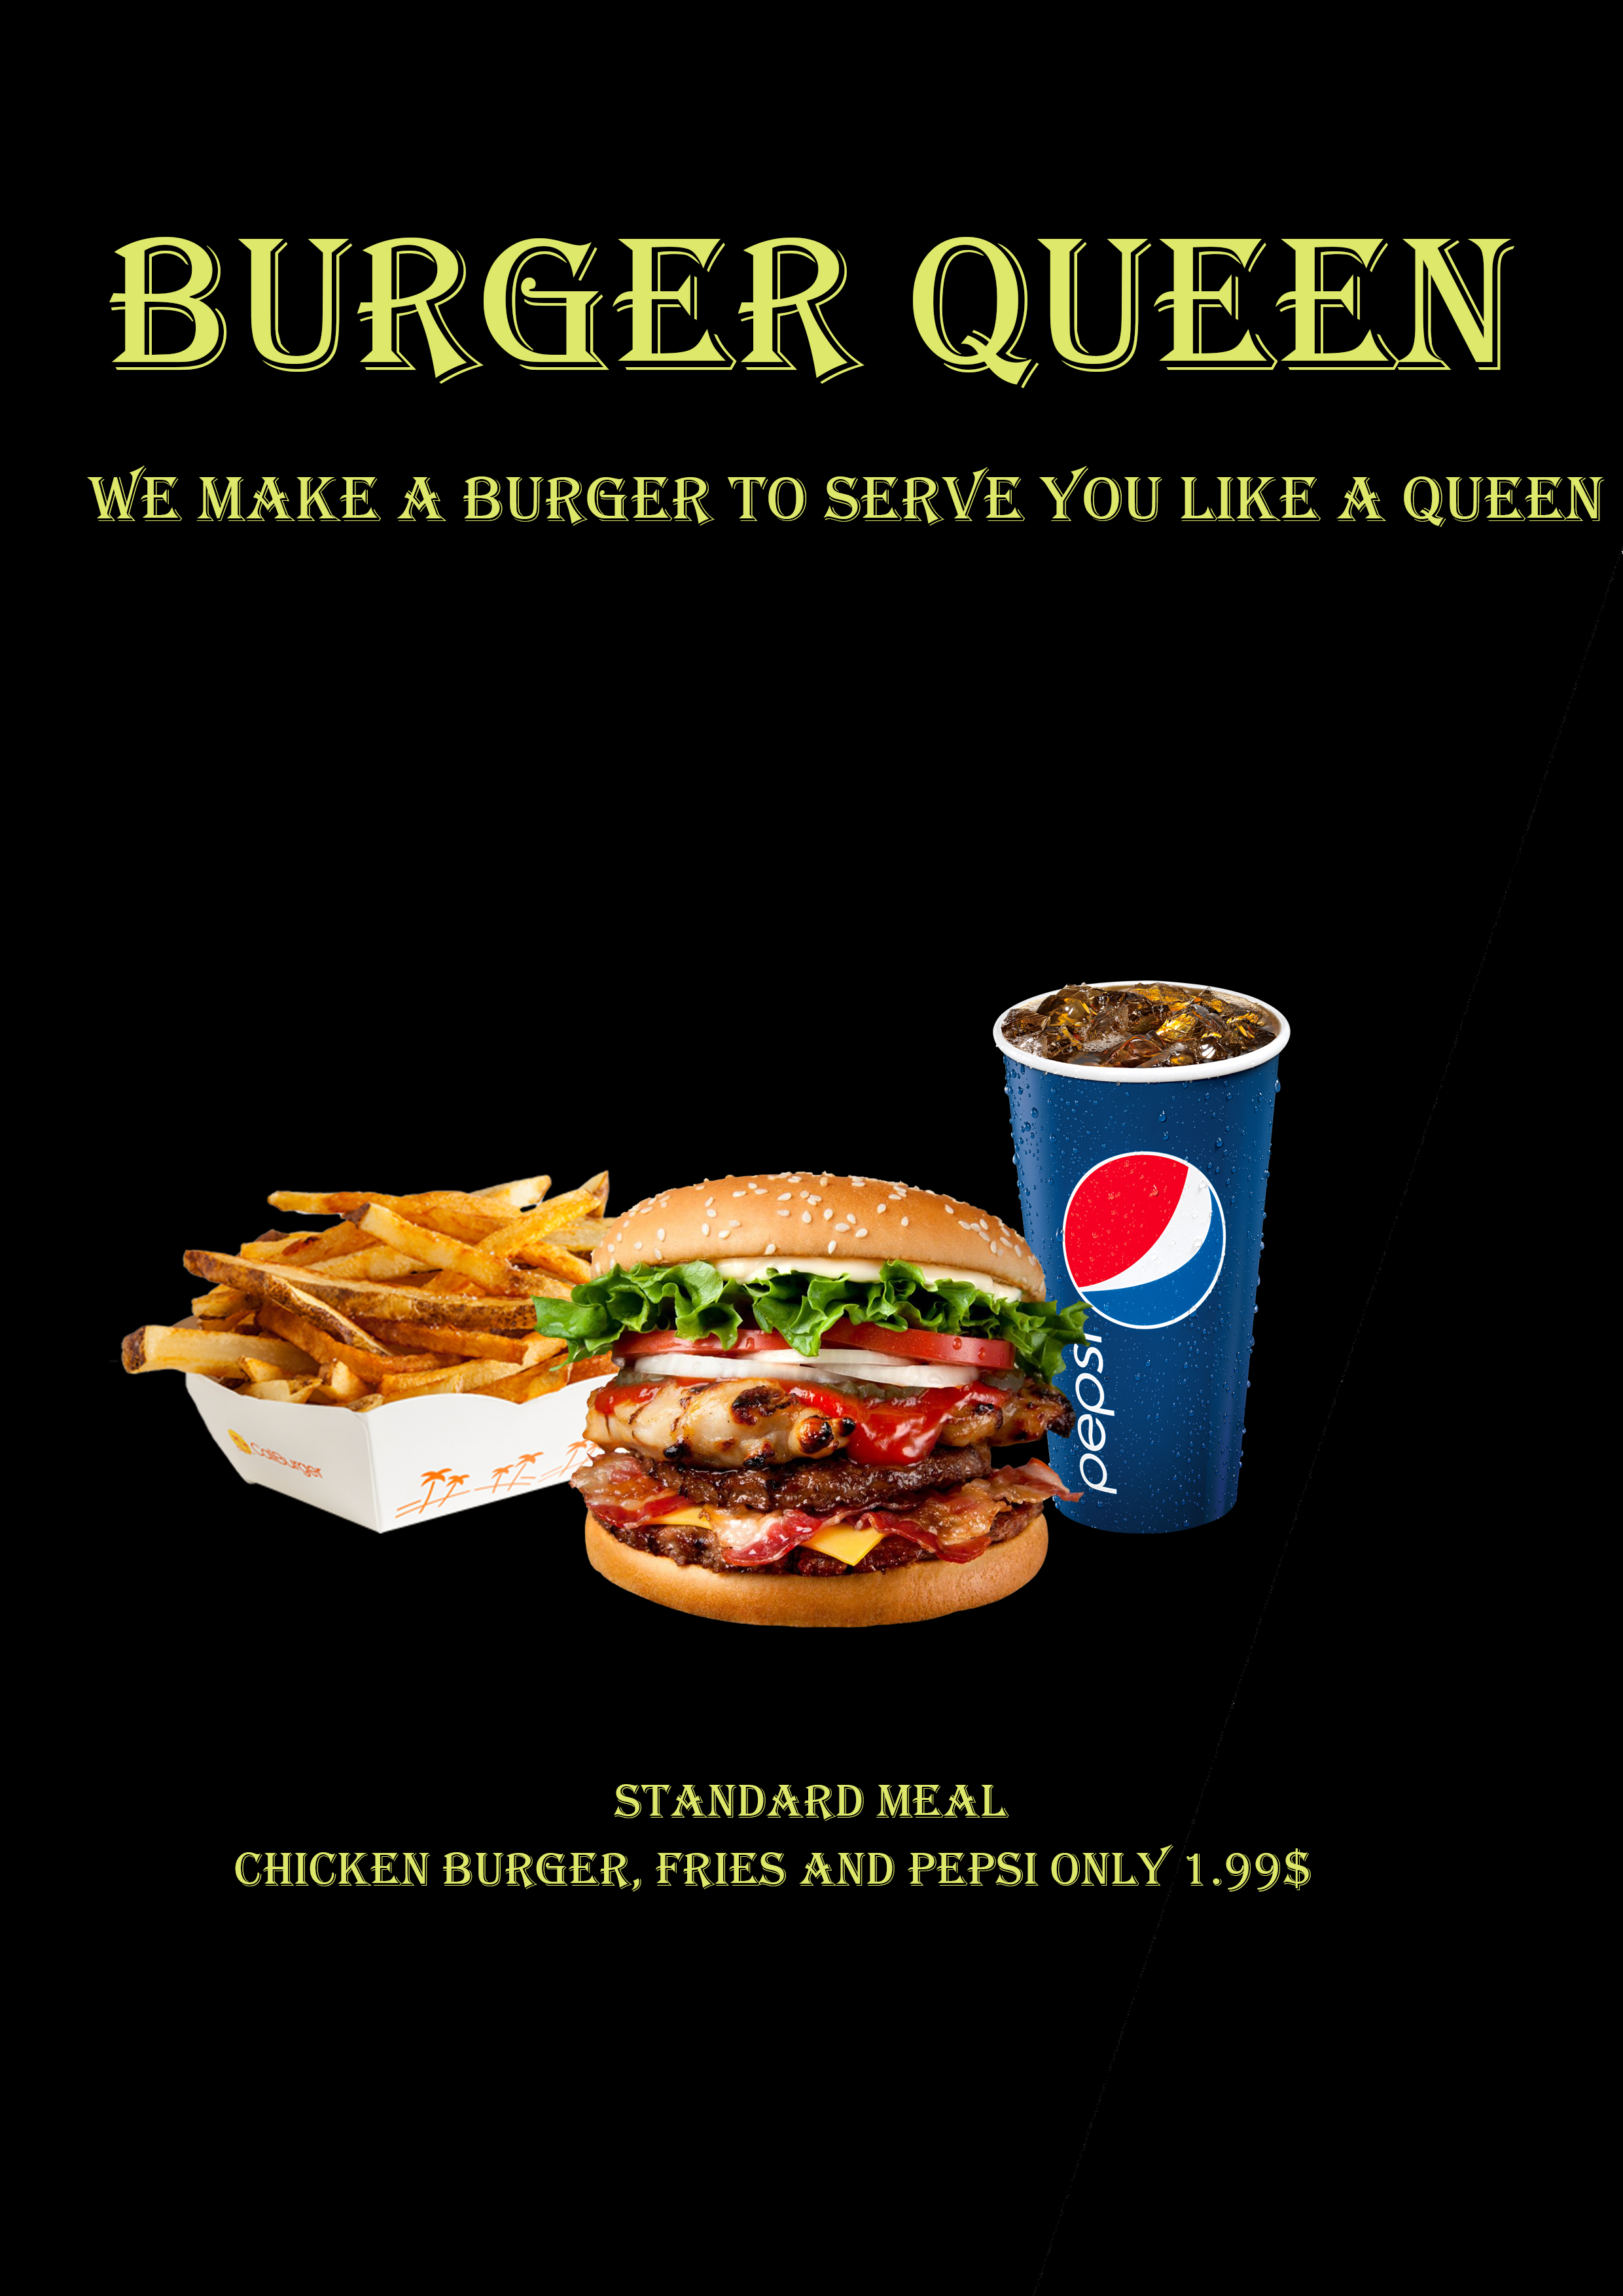 BURGER QUEEN
WE MAKE A BURGER TO SERVE YOU LIKE A QUEEN
pepsi
CaliBurger
STANDARD MEAL
CHICKEN BURGER, FRIES AND PEPSI ONLY 1.99$